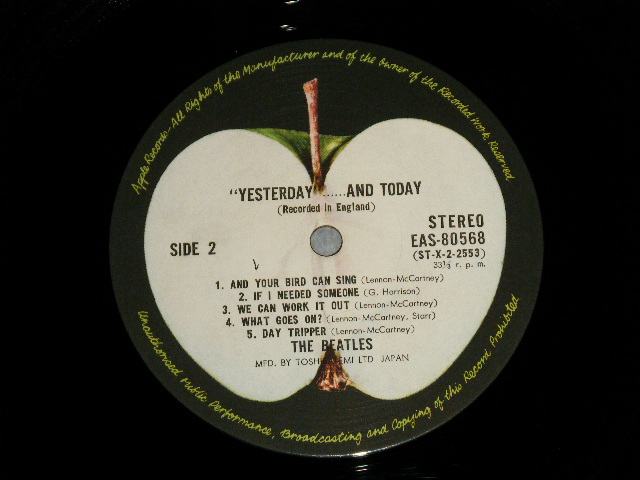 Apple Records–All Rights of the Manufacturer and of the Owner of the Recorded Work Reserved
"YESTERDAY"......AND TODAY
(Recorded in England)
STEREO
SIDE 2
EAS-80568
(ST-X-2-2553)
33⅓ r. p. m.
1. AND YOUR BIRD CAN SING (Lennon-McCartney)
2. IF I NEEDED SOMEONE (G. Harrison)
3. WE CAN WORK IT OUT (Lennon-McCartney)
4. WHAT GOES ON? (Lennon-McCartney, Starr)
5. DAY TRIPPER (Lennon-McCartney)
THE BEATLES
MFD. BY TOSHIBA EMI LTD JAPAN
Unauthorised Public Performance, Broadcasting and Copying of this Record Prohibited